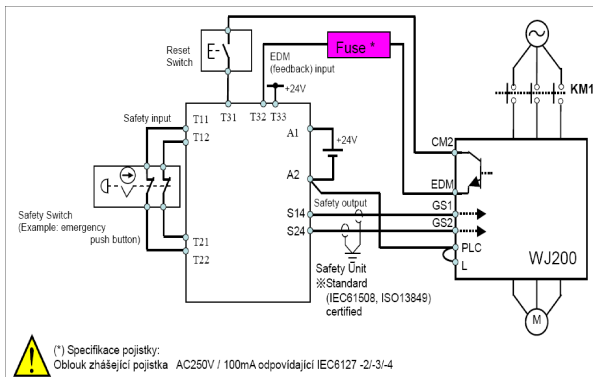 Reset
Switch
EDM
(feedback) input
Fuse *
+24V
KM1
T31
T32
T33
Safety input
T11
T12
A1
+24V
CM2
A2
EDM
Safety output
GS1
S14
GS2
S24
PLC
L
WJ200
Safety Switch
(Example: emergency
push button)
T21
T22
Safety Unit
※Standard
(IEC61508, ISO13849)
certified
M
(*) Specifikace pojistky:
Oblouk zhášející pojistka AC250V / 100mA odpovídající IEC6127 -2/-3/-4